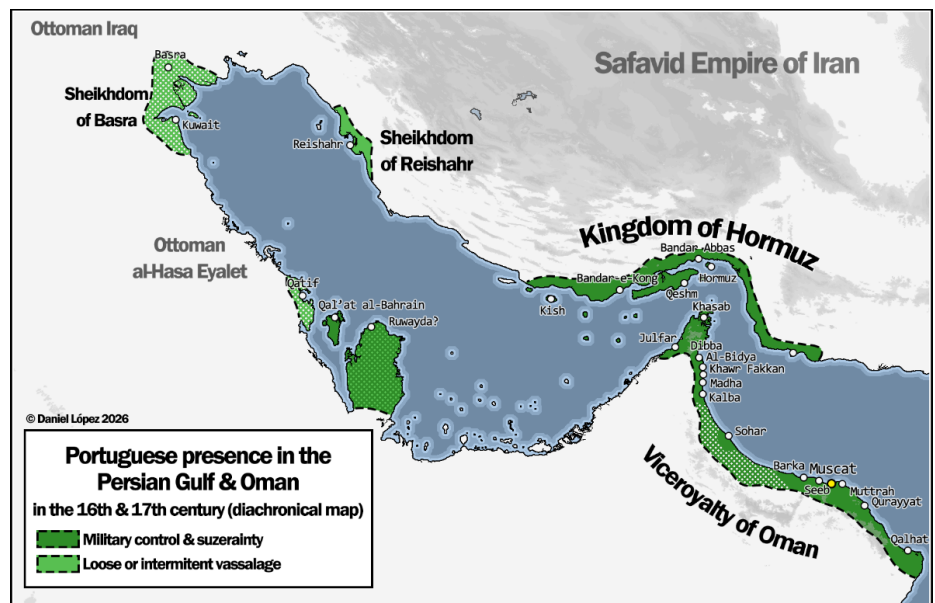 Ottoman Iraq
Safavid Empire of Iran
Basra
Sheikhdom
of Basra
Kuwait
Reishahr
Sheikhdom
of Reishahr
Kingdom of Hormuz
Ottoman
al-Hasa Eyalet
Bandar Abbas
Bandar-e-Kong
Hormuz
Qeshm
Kish
Qatif
Qal'at al-Bahrain
Ruwayda?
Khasab
Julfar
Dibba
Al-Bidya
Khawr Fakkan
Madha
Kalba
Sohar
Barka
Muscat
Seeb
Muttrah
Qurayyat
Qalhat
Viceroyalty of Oman
© Daniel López 2026
Portuguese presence in the
Persian Gulf & Oman
in the 16th & 17th century (diachronical map)
Military control & suzerainty
Loose or intermitent vassalage